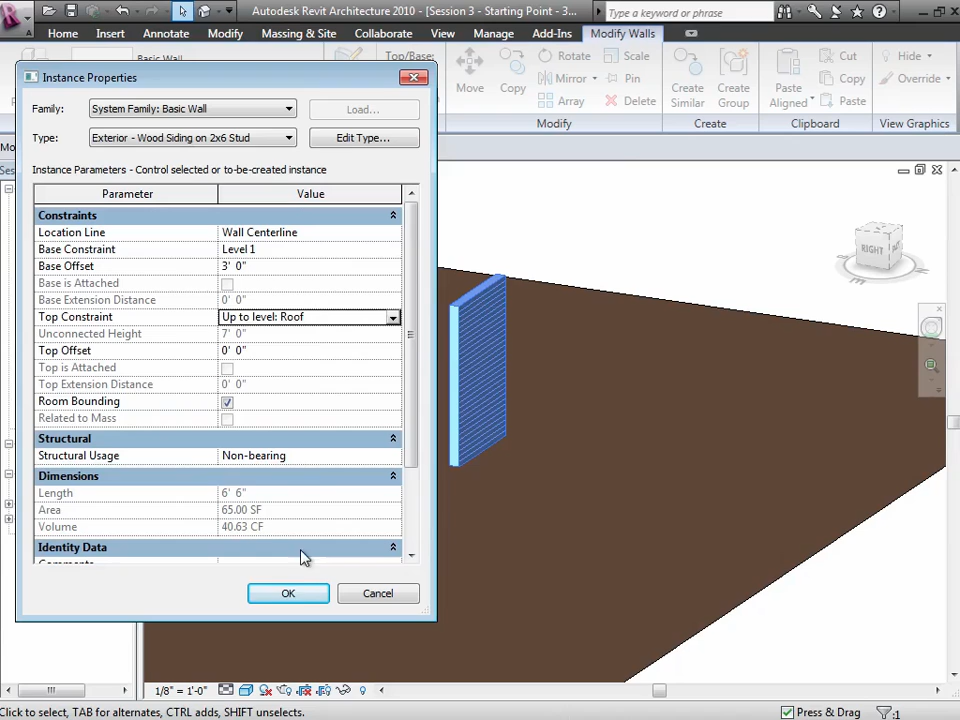 Autodesk Revit Architecture 2010 - [Session 3 - Starting Point - 3...
Type a keyword or phrase
Home Insert Annotate Modify Massing & Site Collaborate View Manage Add-Ins Modify Walls
Basic Wall
Top/Base:
Move Copy Rotate Scale
Mirror Pin
Array Delete
Create Similar
Create Group
Paste Aligned
Cut
Copy
Paste
Hide
Override
Modify Create Clipboard View Graphics
Instance Properties
Family: System Family: Basic Wall Load...
Type: Exterior - Wood Siding on 2x6 Stud Edit Type...
Instance Parameters - Control selected or to-be-created instance
Parameter Value
Constraints
Location Line Wall Centerline
Base Constraint Level 1
Base Offset 3' 0"
Base is Attached
Base Extension Distance 0' 0"
Top Constraint Up to level: Roof
Unconnected Height 7' 0"
Top Offset 0' 0"
Top is Attached
Top Extension Distance 0' 0"
Room Bounding
Related to Mass
Structural
Structural Usage Non-bearing
Dimensions
Length 6' 6"
Area 65.00 SF
Volume 40.63 CF
Identity Data
Comments
OK Cancel
RIGHT
1/8" = 1'-0"
Click to select, TAB for alternates, CTRL adds, SHIFT unselects.
Press & Drag
:1